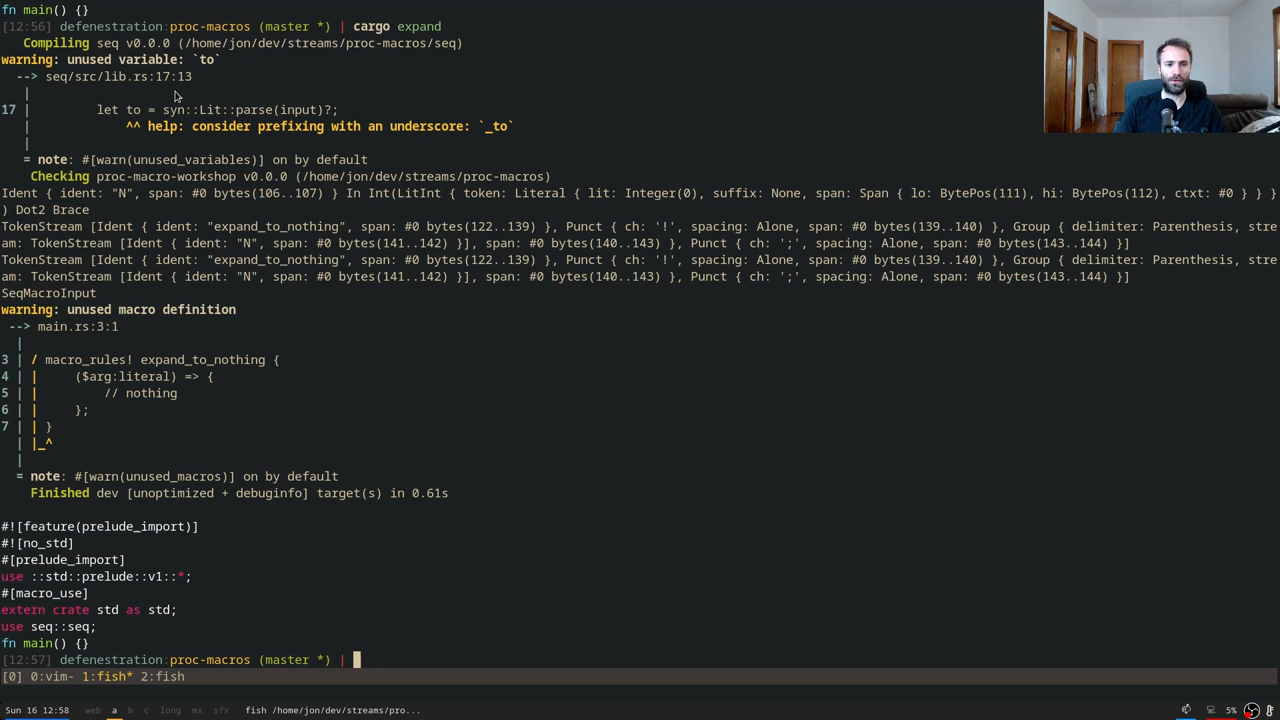 fn main() {}
[12:56] defenestration:proc-macros (master *) | cargo expand
   Compiling seq v0.0.0 (/home/jon/dev/streams/proc-macros/seq)
warning: unused variable: `to`
  --> seq/src/lib.rs:17:13
   |
17 |         let to = syn::Lit::parse(input)?;
   |             ^^ help: consider prefixing with an underscore: `_to`
   |
   = note: #[warn(unused_variables)] on by default
    Checking proc-macro-workshop v0.0.0 (/home/jon/dev/streams/proc-macros)
Ident { ident: "N", span: #0 bytes(106..107) } In Int(LitInt { token: Literal { lit: Integer(0), suffix: None, span: Span { lo: BytePos(111), hi: BytePos(112), ctxt: #0 } } }
) Dot2 Brace
TokenStream [Ident { ident: "expand_to_nothing", span: #0 bytes(122..139) }, Punct { ch: '!', spacing: Alone, span: #0 bytes(139..140) }, Group { delimiter: Parenthesis, stre
am: TokenStream [Ident { ident: "N", span: #0 bytes(141..142) }], span: #0 bytes(140..143) }, Punct { ch: ';', spacing: Alone, span: #0 bytes(143..144) }]
TokenStream [Ident { ident: "expand_to_nothing", span: #0 bytes(122..139) }, Punct { ch: '!', spacing: Alone, span: #0 bytes(139..140) }, Group { delimiter: Parenthesis, stre
am: TokenStream [Ident { ident: "N", span: #0 bytes(141..142) }], span: #0 bytes(140..143) }, Punct { ch: ';', spacing: Alone, span: #0 bytes(143..144) }]
SeqMacroInput
warning: unused macro definition
 --> main.rs:3:1
  |
3 | / macro_rules! expand_to_nothing {
4 | |     ($arg:literal) => {
5 | |         // nothing
6 | |     };
7 | | }
  | |_^
  |
  = note: #[warn(unused_macros)] on by default
    Finished dev [unoptimized + debuginfo] target(s) in 0.61s
#![feature(prelude_import)]
#![no_std]
#[prelude_import]
use ::std::prelude::v1::*;
#[macro_use]
extern crate std as std;
use seq::seq;
fn main() {}
[12:57] defenestration:proc-macros (master *) |
[0] 0:vim- 1:fish* 2:fish
Sun 16 12:58 web a b c long mx sfx fish /home/jon/dev/streams/pro... 5%